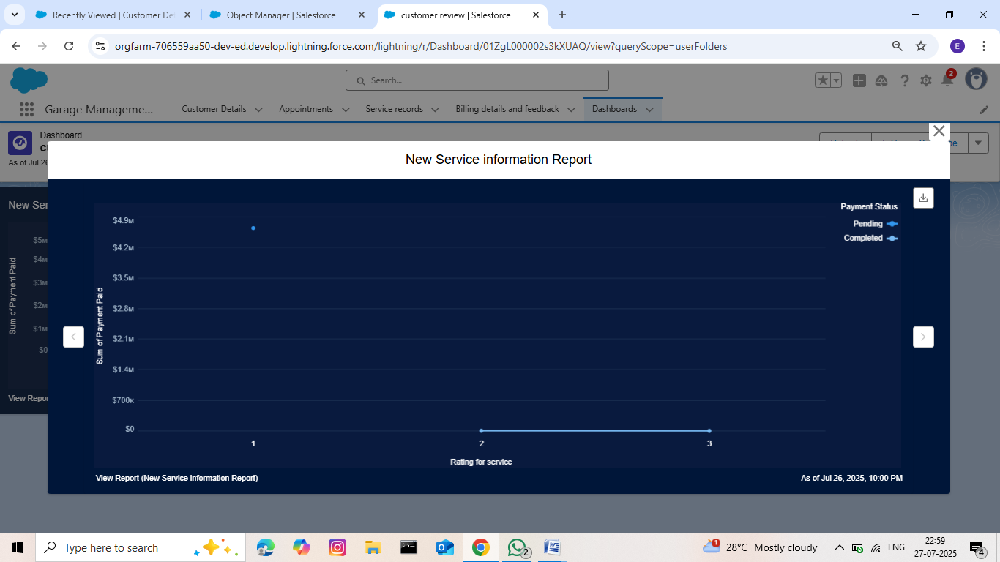 Recently Viewed | Customer De
Object Manager | Salesforce
customer review | Salesforce
orgfarm-706559aa50-dev-ed.develop.lightning.force.com/lightning/r/Dashboard/01ZgL000002s3kXUAQ/view?queryScope=userFolders
E
Search...
2
Garage Manageme...
Customer Details
Appointments
Service records
Billing details and feedback
Dashboards
Dashboard
As of Jul 26
New Ser
$5M
$4M
$3M
$2M
$1M
$0
Sum of Payment Paid
View Repor
New Service information Report
Payment Status
Pending
Completed
$4.9M
$4.2M
$3.5M
$2.8M
$2.1M
$1.4M
$700K
$0
Sum of Payment Paid
1 2 3
Rating for service
View Report (New Service information Report)
As of Jul 26, 2025, 10:00 PM
Type here to search
2
1
28°C Mostly cloudy
ENG
22:59
27-07-2025
4